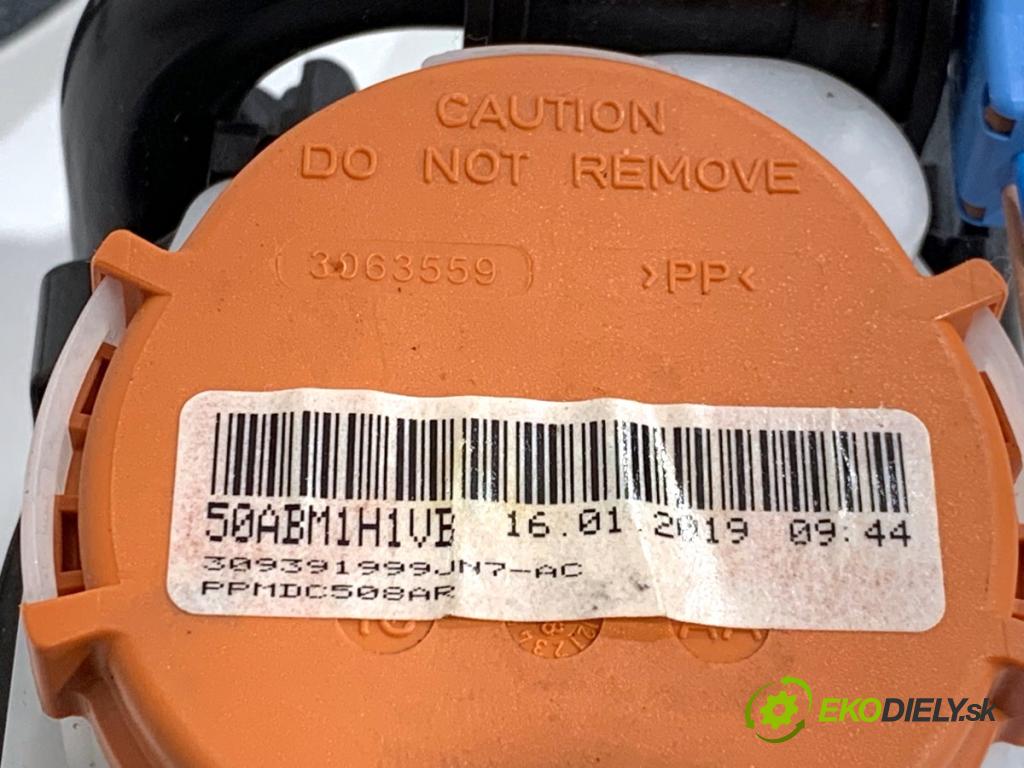 CAUTION
DO NOT REMOVE
3063559 >PP<
50ABM1H1VB 16.01.2019 09:44
309391999JN7-AC
PPMDC508AR
EKODIELY.sk